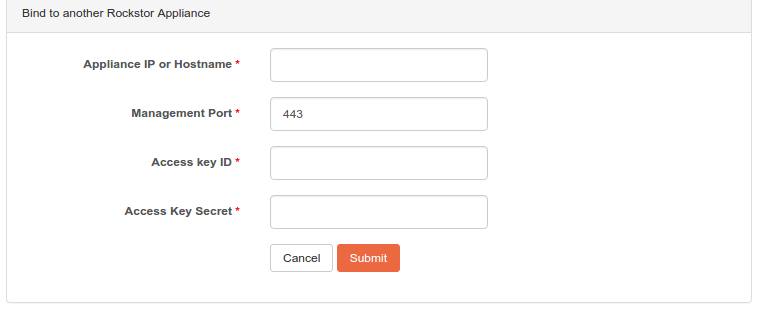 Bind to another Rockstor Appliance
Appliance IP or Hostname *
Management Port * 443
Access key ID *
Access Key Secret *
Cancel Submit